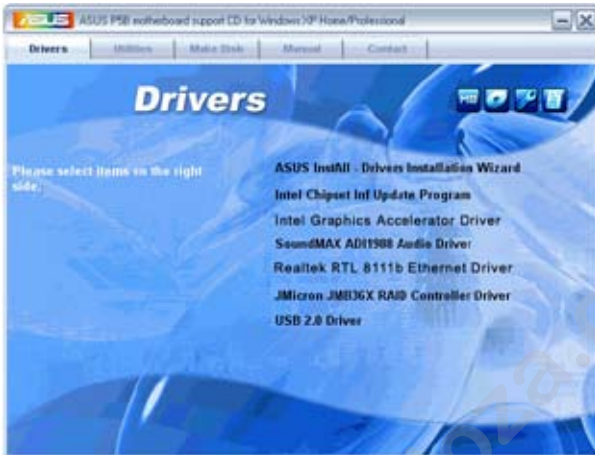 ASUS P5B motherboard support CD for Windows XP Home/Professional
Drivers
Utilities
Make Disk
Manual
Contact
Drivers
Please select items in the right
side.
ASUS InstAll - Drivers Installation Wizard
Intel Chipset Inf Update Program
Intel Graphics Accelerator Driver
SoundMAX ADI1988 Audio Driver
Realtek RTL 8111b Ethernet Driver
JMicron JMB36X RAID Controller Driver
USB 2.0 Driver